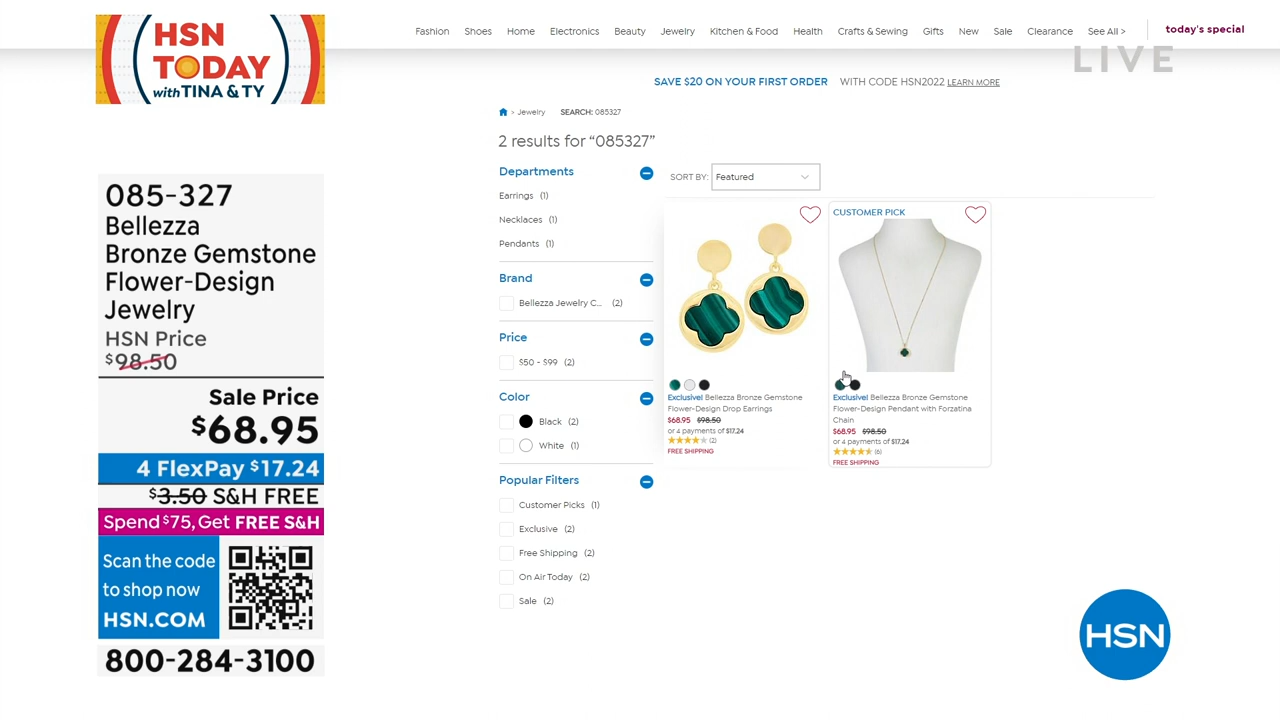 HSN
TODAY
with TINA & TY
Fashion Shoes Home Electronics Beauty Jewelry Kitchen & Food Health Crafts & Sewing Gifts New Sale Clearance See All > today's special
LIVE
SAVE $20 ON YOUR FIRST ORDER WITH CODE HSN2022 LEARN MORE
> Jewelry SEARCH: 085327
2 results for “085327”
085-327
Bellezza
Bronze Gemstone
Flower-Design
Jewelry
HSN Price
$98.50
Sale Price
$68.95
4 FlexPay $17.24
$3.50 S&H FREE
Spend $75, Get FREE S&H
Scan the code
to shop now
HSN.COM
800-284-3100
Departments
Earrings (1)
Necklaces (1)
Pendants (1)
Brand
Bellezza Jewelry C... (2)
Price
$50 - $99 (2)
Color
Black (2)
White (1)
Popular Filters
Customer Picks (1)
Exclusive (2)
Free Shipping (2)
On Air Today (2)
Sale (2)
SORT BY: Featured
Exclusive! Bellezza Bronze Gemstone
Flower-Design Drop Earrings
$68.95 $98.50
or 4 payments of $17.24
(2)
FREE SHIPPING
CUSTOMER PICK
Exclusive! Bellezza Bronze Gemstone
Flower-Design Pendant with Forzatina
Chain
$68.95 $98.50
or 4 payments of $17.24
(6)
FREE SHIPPING
HSN